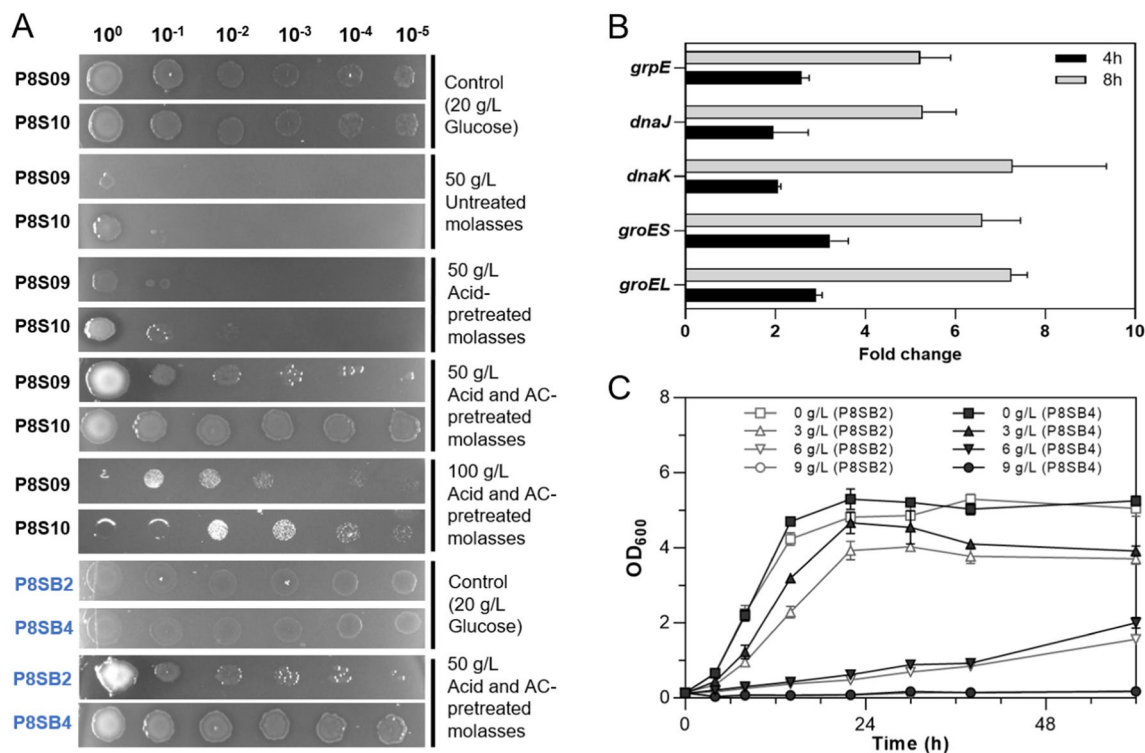 A
10⁰ 10⁻¹ 10⁻² 10⁻³ 10⁻⁴ 10⁻⁵
P8S09
P8S10
Control
(20 g/L
Glucose)
P8S09
P8S10
50 g/L
Untreated
molasses
P8S09
P8S10
50 g/L
Acid-
pretreated
molasses
P8S09
P8S10
50 g/L
Acid and AC-
pretreated
molasses
P8S09
P8S10
100 g/L
Acid and AC-
pretreated
molasses
P8SB2
P8SB4
Control
(20 g/L
Glucose)
P8SB2
P8SB4
50 g/L
Acid and AC-
pretreated
molasses
B
4h
8h
grpE
dnaJ
dnaK
groES
groEL
0 2 4 6 8 10
Fold change
C
0 g/L (P8SB2) 0 g/L (P8SB4)
3 g/L (P8SB2) 3 g/L (P8SB4)
6 g/L (P8SB2) 6 g/L (P8SB4)
9 g/L (P8SB2) 9 g/L (P8SB4)
8
6
4
2
0
OD₆₀₀
0 24 48
Time (h)